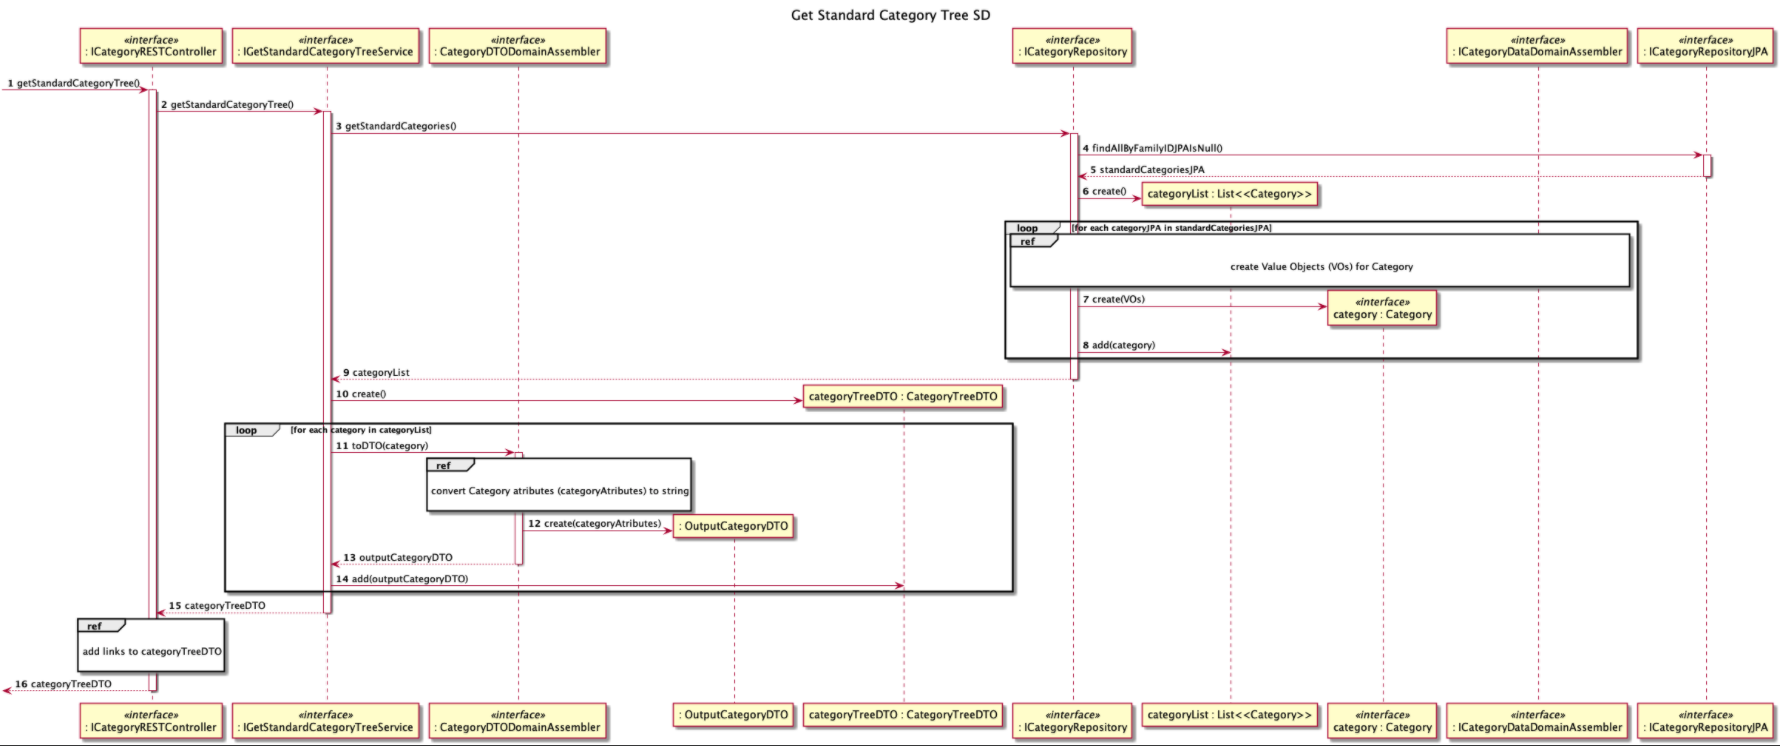 Get Standard Category Tree SD
«interface»
: ICategoryRESTController
«interface»
: IGetStandardCategoryTreeService
«interface»
: CategoryDTODomainAssembler
«interface»
: ICategoryRepository
«interface»
: ICategoryDataDomainAssembler
«interface»
: ICategoryRepositoryJPA
1 getStandardCategoryTree()
2 getStandardCategoryTree()
3 getStandardCategories()
4 findAllByFamilyIDJPAIsNull()
5 standardCategoriesJPA
6 create()
categoryList : List<<Category>>
loop [for each categoryJPA in standardCategoriesJPA]
ref
create Value Objects (VOs) for Category
7 create(VOs)
«interface»
category : Category
8 add(category)
9 categoryList
10 create()
categoryTreeDTO : CategoryTreeDTO
loop [for each category in categoryList]
11 toDTO(category)
ref
convert Category atributes (categoryAtributes) to string
12 create(categoryAtributes)
: OutputCategoryDTO
13 outputCategoryDTO
14 add(outputCategoryDTO)
15 categoryTreeDTO
ref
add links to categoryTreeDTO
16 categoryTreeDTO
«interface»
: ICategoryRESTController
«interface»
: IGetStandardCategoryTreeService
«interface»
: CategoryDTODomainAssembler
: OutputCategoryDTO
categoryTreeDTO : CategoryTreeDTO
«interface»
: ICategoryRepository
categoryList : List<<Category>>
«interface»
category : Category
«interface»
: ICategoryDataDomainAssembler
«interface»
: ICategoryRepositoryJPA